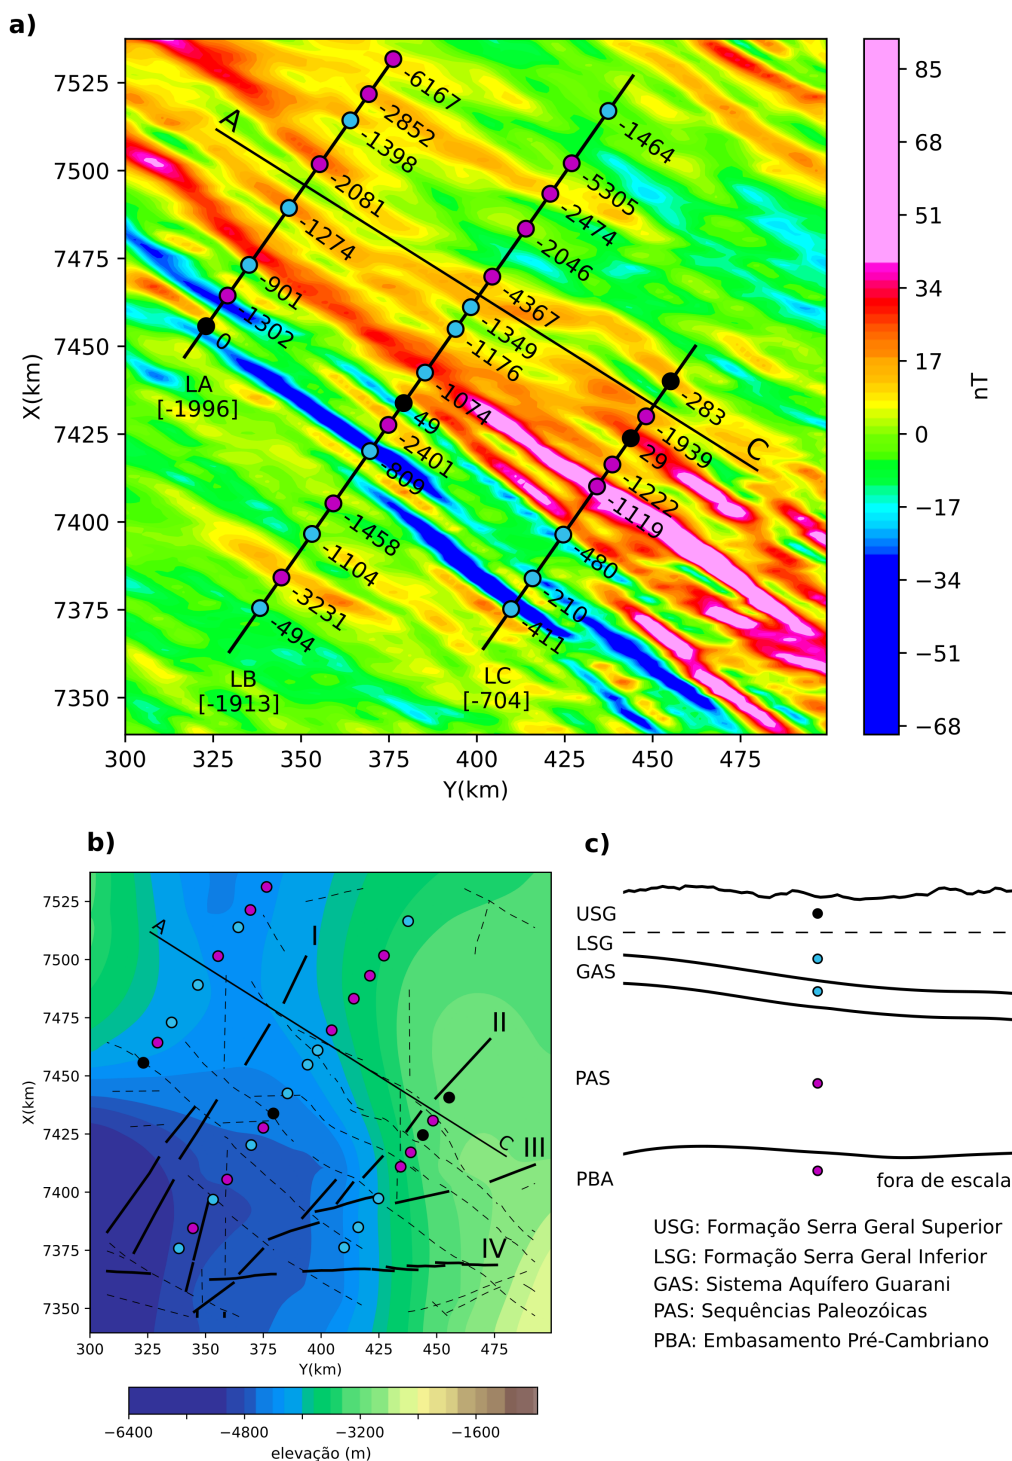 a)
7525
7500
7475
7450
7425
7400
7375
7350
X(km)
300
325
350
375
400
425
450
475
Y(km)
A
C
-6167
-2852
-1398
-2081
-1274
-901
-1302
0
LA
[-1996]
-1464
-5305
-2474
-2046
-4367
-1349
-1176
-1074
49
-2401
-809
-1458
-1104
-3231
-494
LB
[-1913]
-283
-1939
29
-1222
-1119
-480
-210
-411
LC
[-704]
85
68
51
34
17
0
−17
−34
−51
−68
nT
b)
7525
7500
7475
7450
7425
7400
7375
7350
X(km)
300
325
350
375
400
425
450
475
Y(km)
A
C
I
II
III
IV
−6400
−4800
−3200
−1600
elevação (m)
c)
USG
LSG
GAS
PAS
PBA
fora de escala
USG: Formação Serra Geral Superior
LSG: Formação Serra Geral Inferior
GAS: Sistema Aquífero Guarani
PAS: Sequências Paleozóicas
PBA: Embasamento Pré-Cambriano